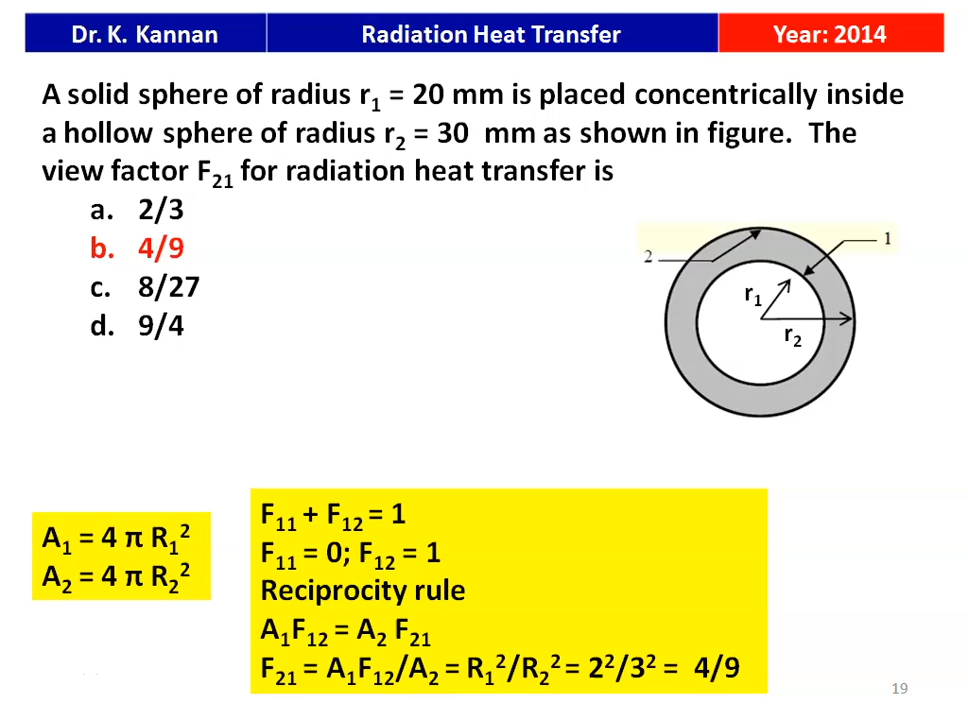 Dr. K. Kannan
Radiation Heat Transfer
Year: 2014
A solid sphere of radius r₁ = 20 mm is placed concentrically inside
a hollow sphere of radius r₂ = 30 mm as shown in figure. The
view factor F₂₁ for radiation heat transfer is
a. 2/3
b. 4/9
c. 8/27
d. 9/4
2
1
r₁
r₂
A₁ = 4 π R₁²
A₂ = 4 π R₂²
F₁₁ + F₁₂ = 1
F₁₁ = 0; F₁₂ = 1
Reciprocity rule
A₁F₁₂ = A₂ F₂₁
F₂₁ = A₁F₁₂/A₂ = R₁²/R₂² = 2²/3² = 4/9
19